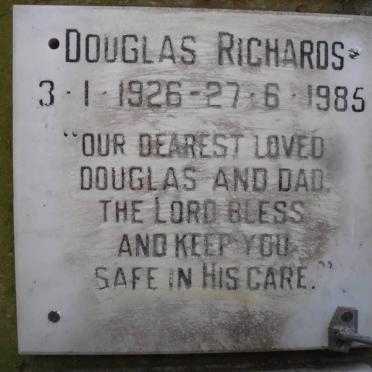 DOUGLAS RICHARDS
3·1·1926-27·6·1985
"OUR DEAREST LOVED
DOUGLAS AND DAD.
THE LORD BLESS
AND KEEP YOU
SAFE IN HIS CARE."